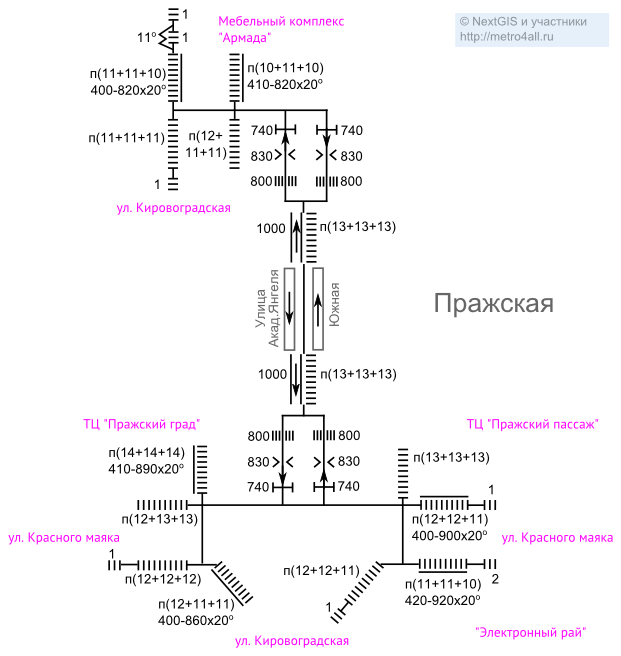 1
© NextGIS и участники
http://metro4all.ru
Мебельный комплекс
"Армада"
11°
1
п(11+11+10)
400-820x20°
п(10+11+10)
410-820x20°
п(11+11+11)
п(12+
11+11)
740
740
830
830
800
800
1
ул. Кировоградская
1000
п(13+13+13)
Улица
Акад.Янгеля
Южная
Пражская
1000
п(13+13+13)
ТЦ "Пражский град"
ТЦ "Пражский пассаж"
800
800
п(14+14+14)
410-890x20°
830
830
п(13+13+13)
740
740
1
п(12+13+13)
п(12+12+11)
400-900x20°
ул. Красного маяка
ул. Красного маяка
1
п(12+12+12)
п(12+12+11)
п(11+11+10)
420-920x20°
2
п(12+11+11)
400-860x20°
1
ул. Кировоградская
"Электронный рай"